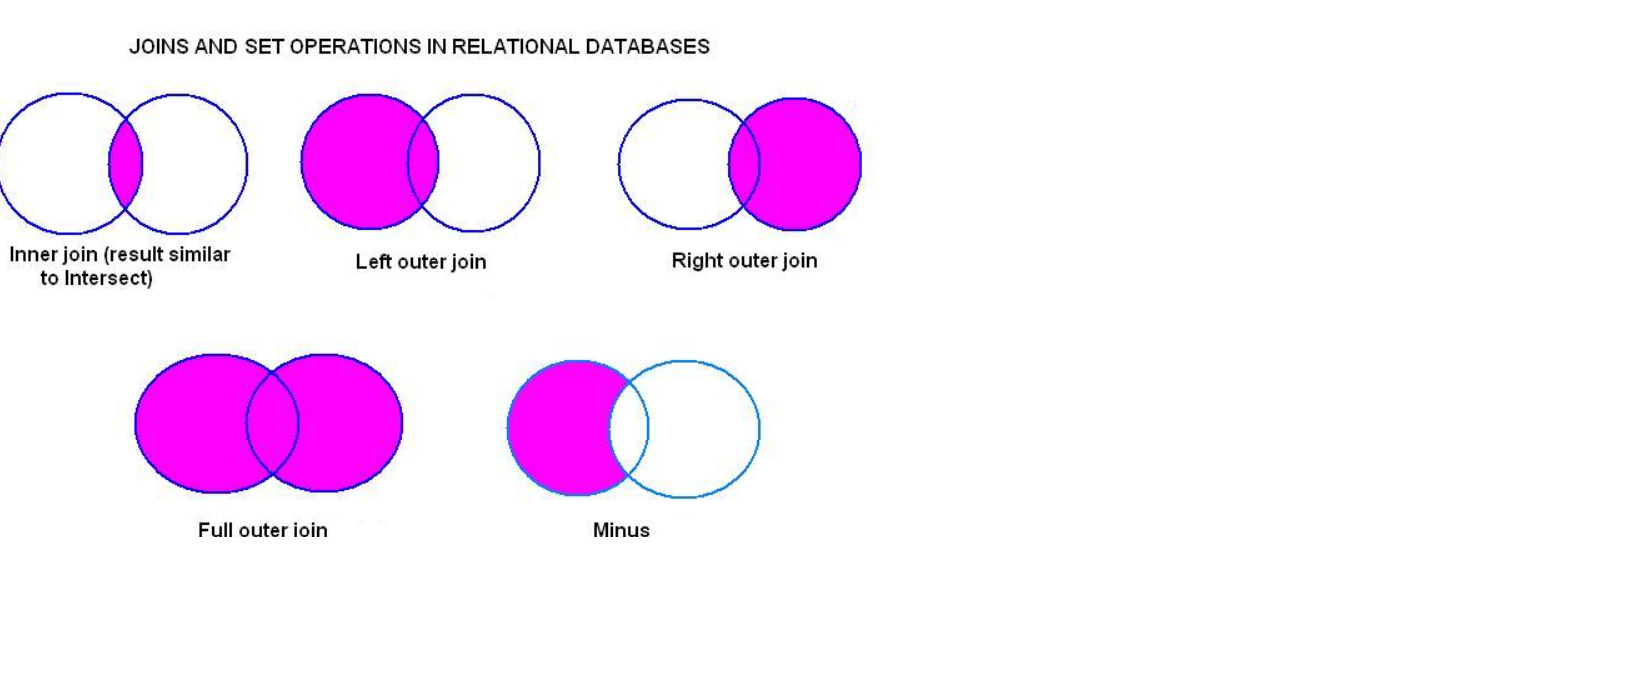 JOINS AND SET OPERATIONS IN RELATIONAL DATABASES
Inner join (result similar
to Intersect)
Left outer join
Right outer join
Full outer join
Minus